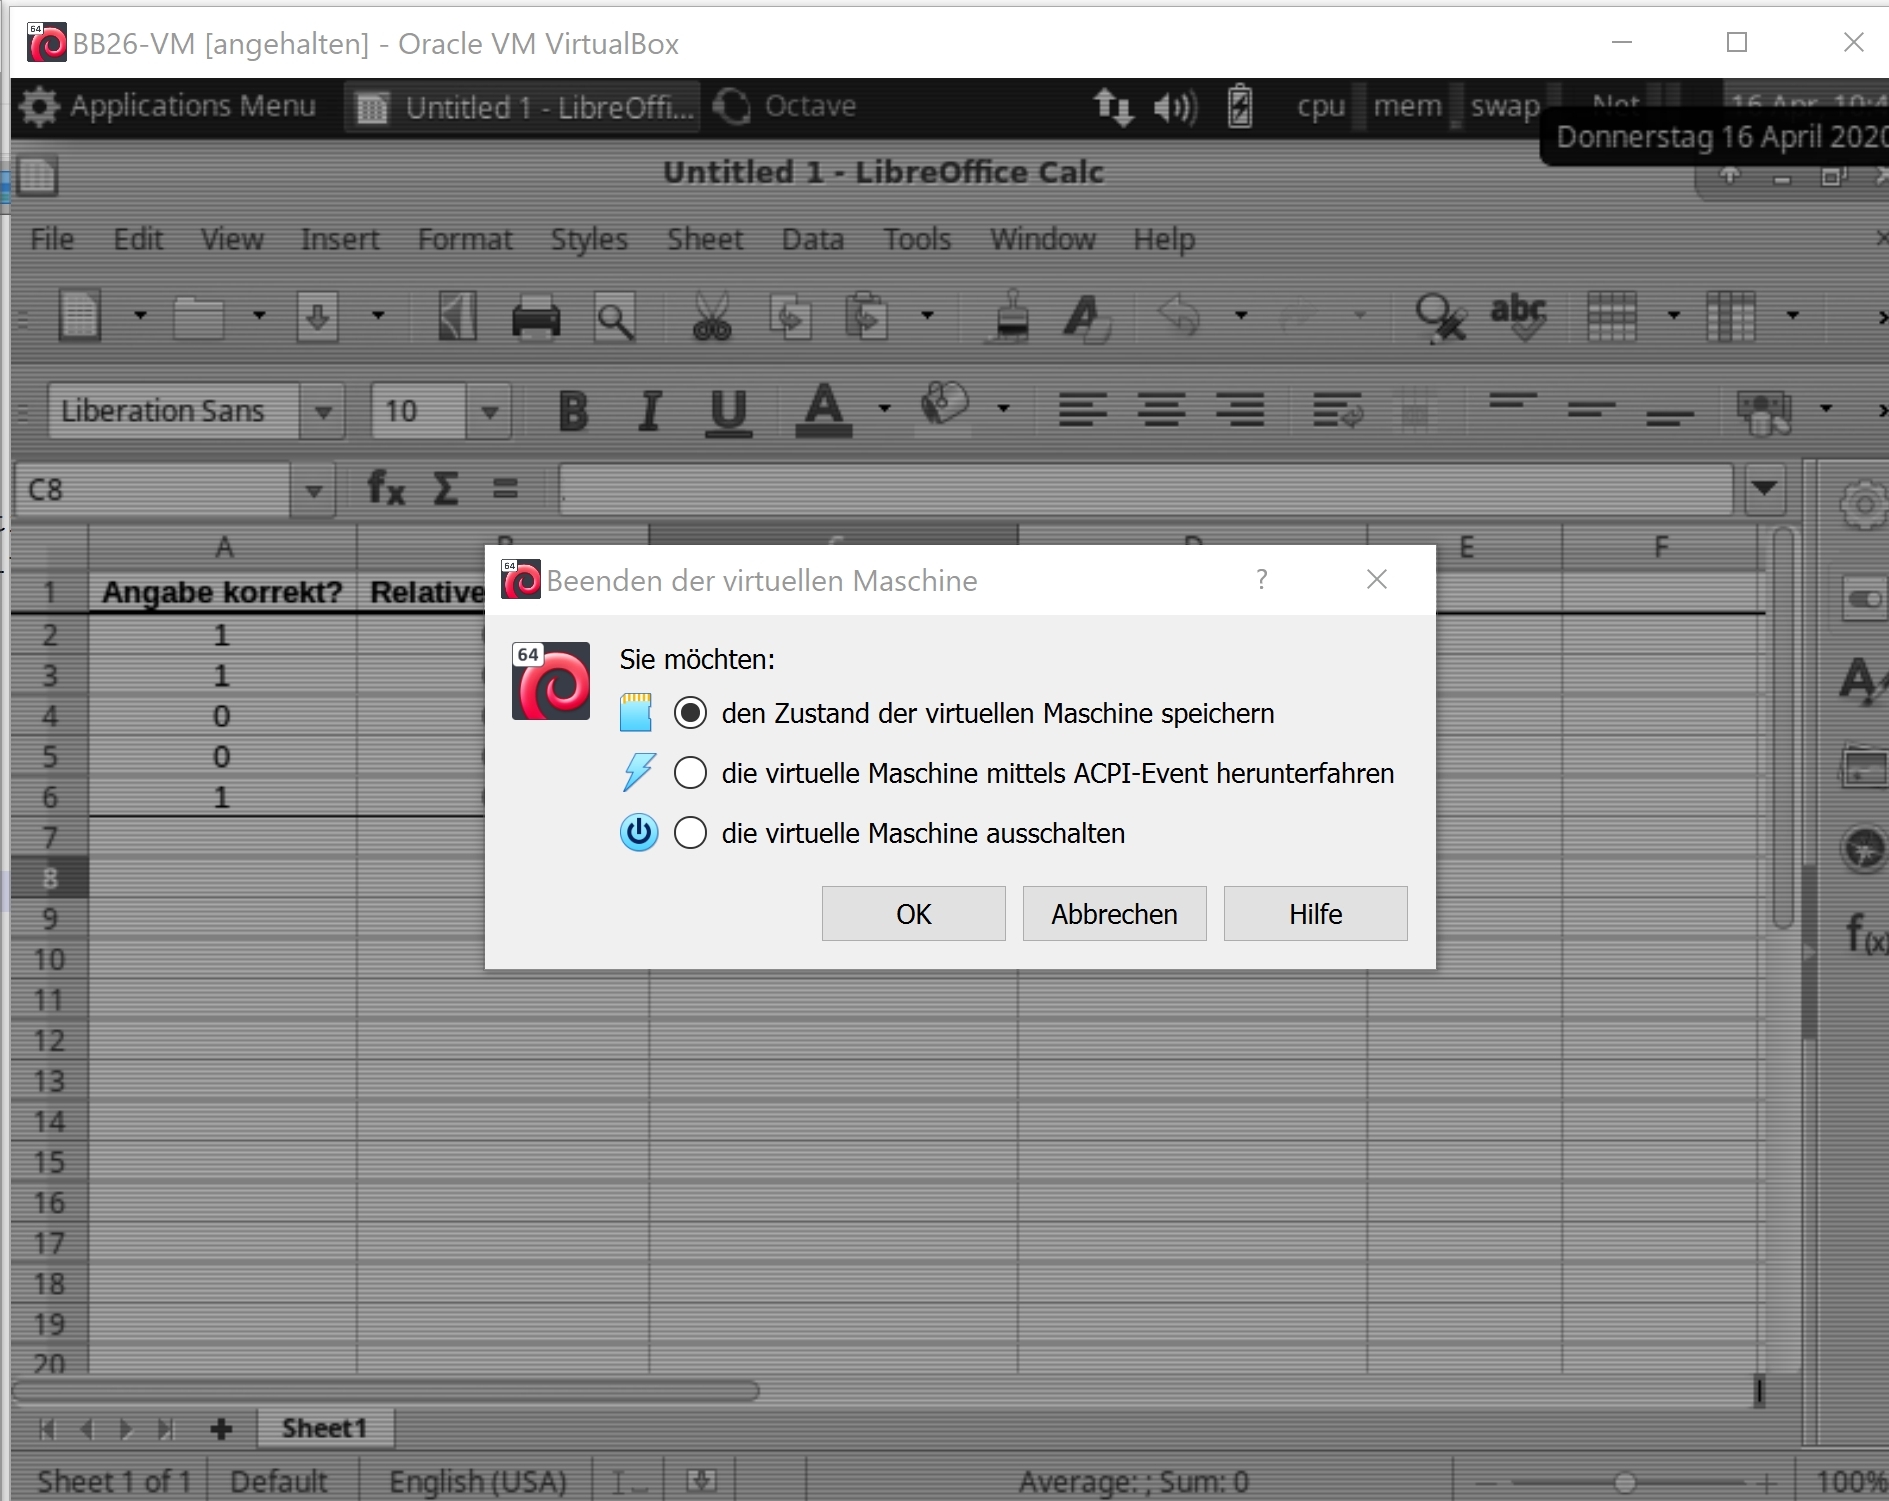 BB26-VM [angehalten] - Oracle VM VirtualBox
Applications Menu
Untitled 1 - LibreOffi...
Octave
cpu
mem
swap
Net
Donnerstag 16 April 2020
Untitled 1 - LibreOffice Calc
File Edit View Insert Format Styles Sheet Data Tools Window Help
abc
Liberation Sans
10
B I U A
C8
fx Σ =
A
D
E
F
1 Angabe korrekt? Relative
2 1
3 1
4 0
5 0
6 1
7
8
9
10
11
12
13
14
15
16
17
18
19
20
64
Beenden der virtuellen Maschine
?
64
Sie möchten:
den Zustand der virtuellen Maschine speichern
die virtuelle Maschine mittels ACPI-Event herunterfahren
die virtuelle Maschine ausschalten
OK
Abbrechen
Hilfe
Sheet1
Sheet 1 of 1
Default
English (USA)
Average: ; Sum: 0
100%